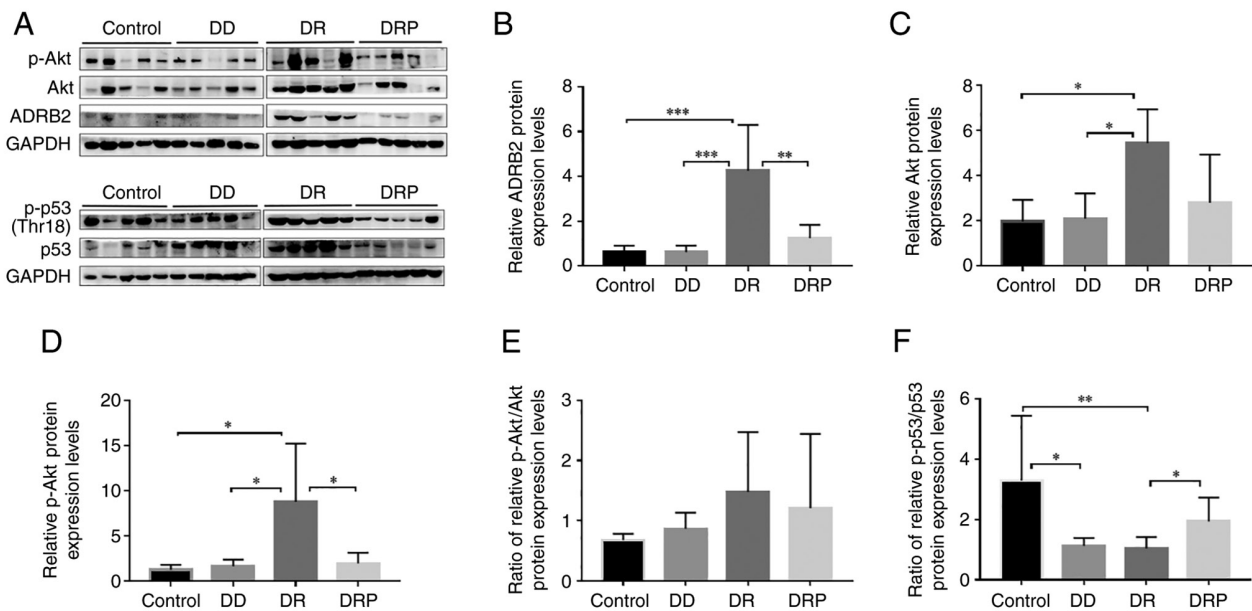 A
Control DD DR DRP
p-Akt
Akt
ADRB2
GAPDH
Control DD DR DRP
p-p53
(Thr18)
p53
GAPDH
B
Relative ADRB2 protein
expression levels
8
6
4
2
0
***
***
**
Control DD DR DRP
C
Relative Akt protein
expression levels
8
6
4
2
0
*
*
Control DD DR DRP
D
Relative p-Akt protein
expression levels
20
15
10
5
0
*
*
*
Control DD DR DRP
E
Ratio of relative p-Akt/Akt
protein expression levels
3
2
1
0
Control DD DR DRP
F
Ratio of relative p-p53/p53
protein expression levels
6
4
2
0
**
*
*
Control DD DR DRP